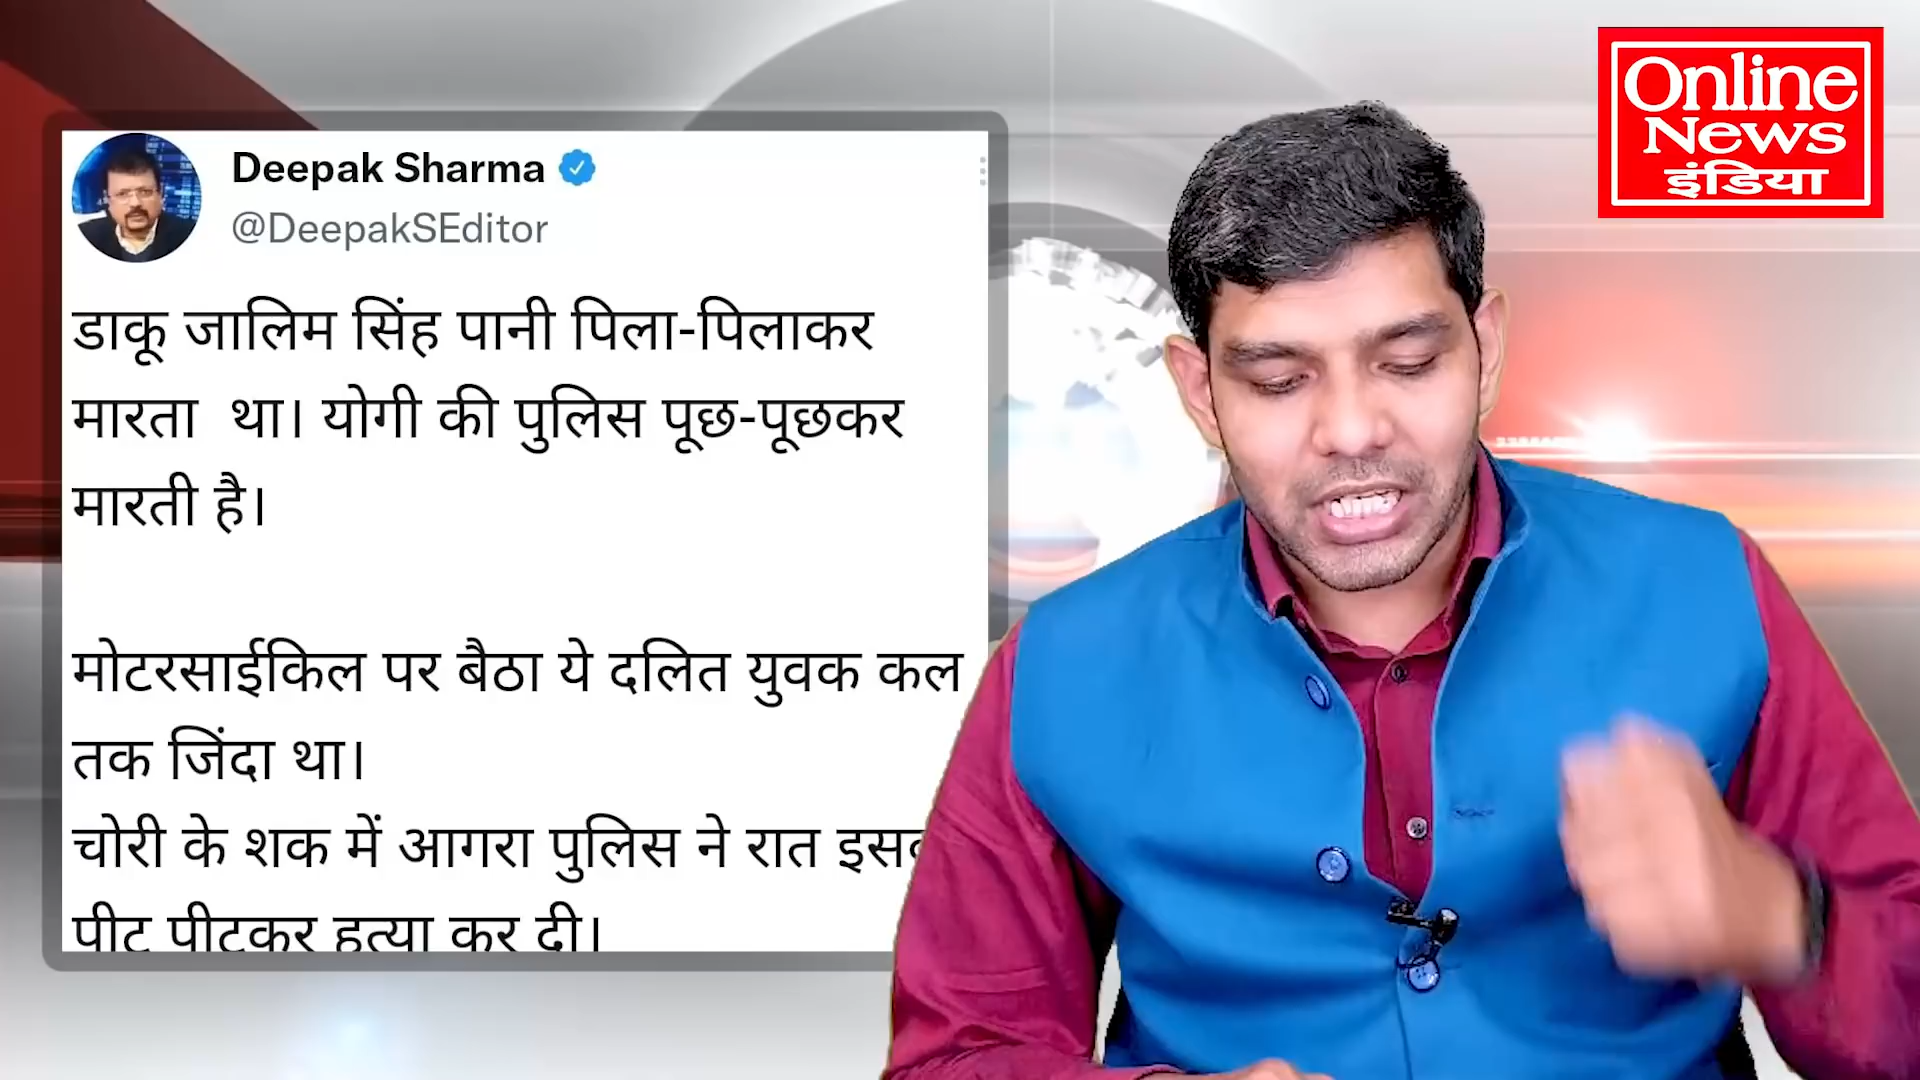 Deepak Sharma
@DeepakSEditor
डाकू जालिम सिंह पानी पिला-पिलाकर
मारता था। योगी की पुलिस पूछ-पूछकर
मारती है।
मोटरसाईकिल पर बैठा ये दलित युवक कल
तक जिंदा था।
चोरी के शक में आगरा पुलिस ने रात
पीट पीटकर हत्या कर दी।
Online
News
इंडिया